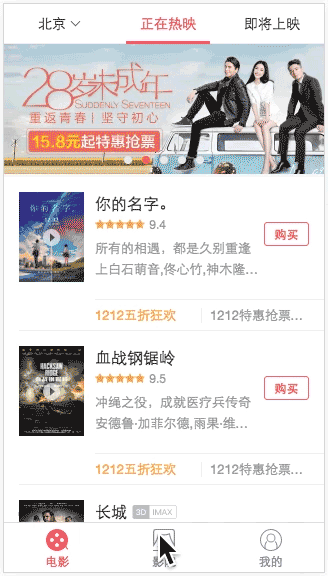 北京
正在热映
即将上映
28岁未成年
SUDDENLY SEVENTEEN
重返青春 | 坚守初心
15.8元起特惠抢票
你的名字。
9.4
购买
所有的相遇，都是久别重逢
上白石萌音,佟心竹,神木隆...
1212五折狂欢
1212特惠抢票...
血战钢锯岭
9.5
购买
冲绳之役，成就医疗兵传奇
安德鲁·加菲尔德,雨果·维...
1212五折狂欢
1212特惠抢票...
长城 3D IMAX
电影
我的